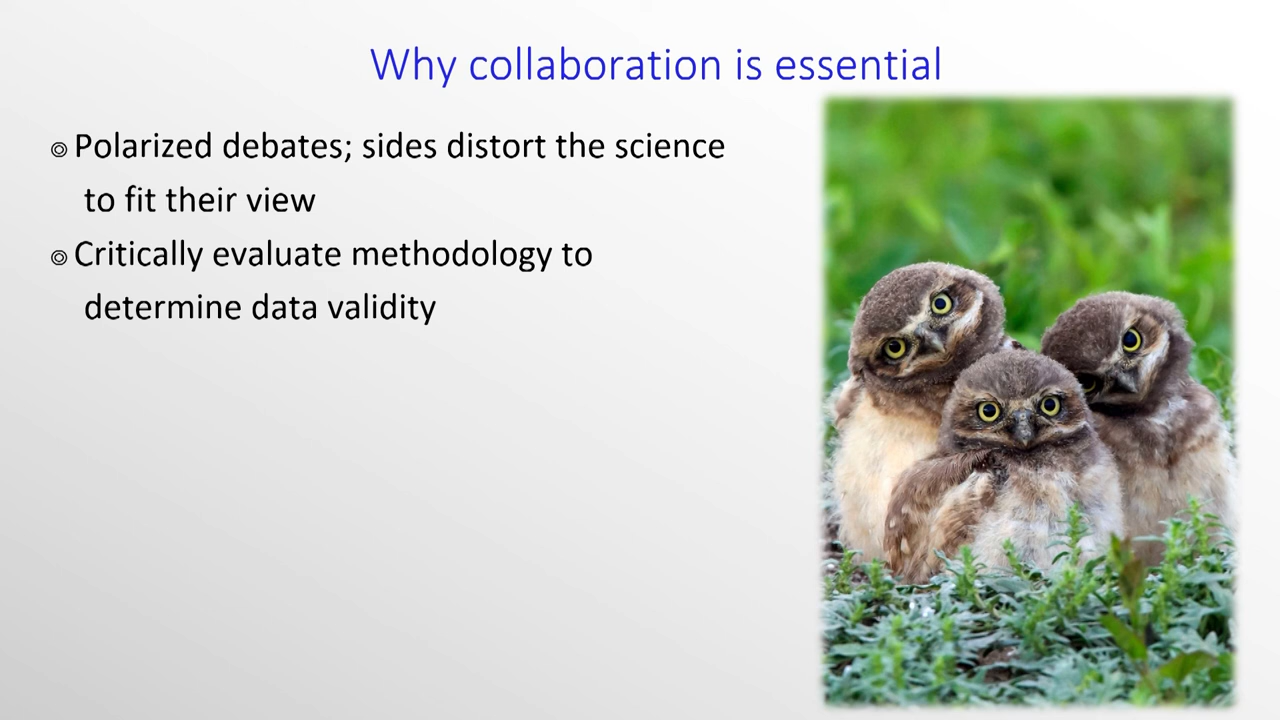 Why collaboration is essential
◎ Polarized debates; sides distort the science
to fit their view
◎ Critically evaluate methodology to
determine data validity